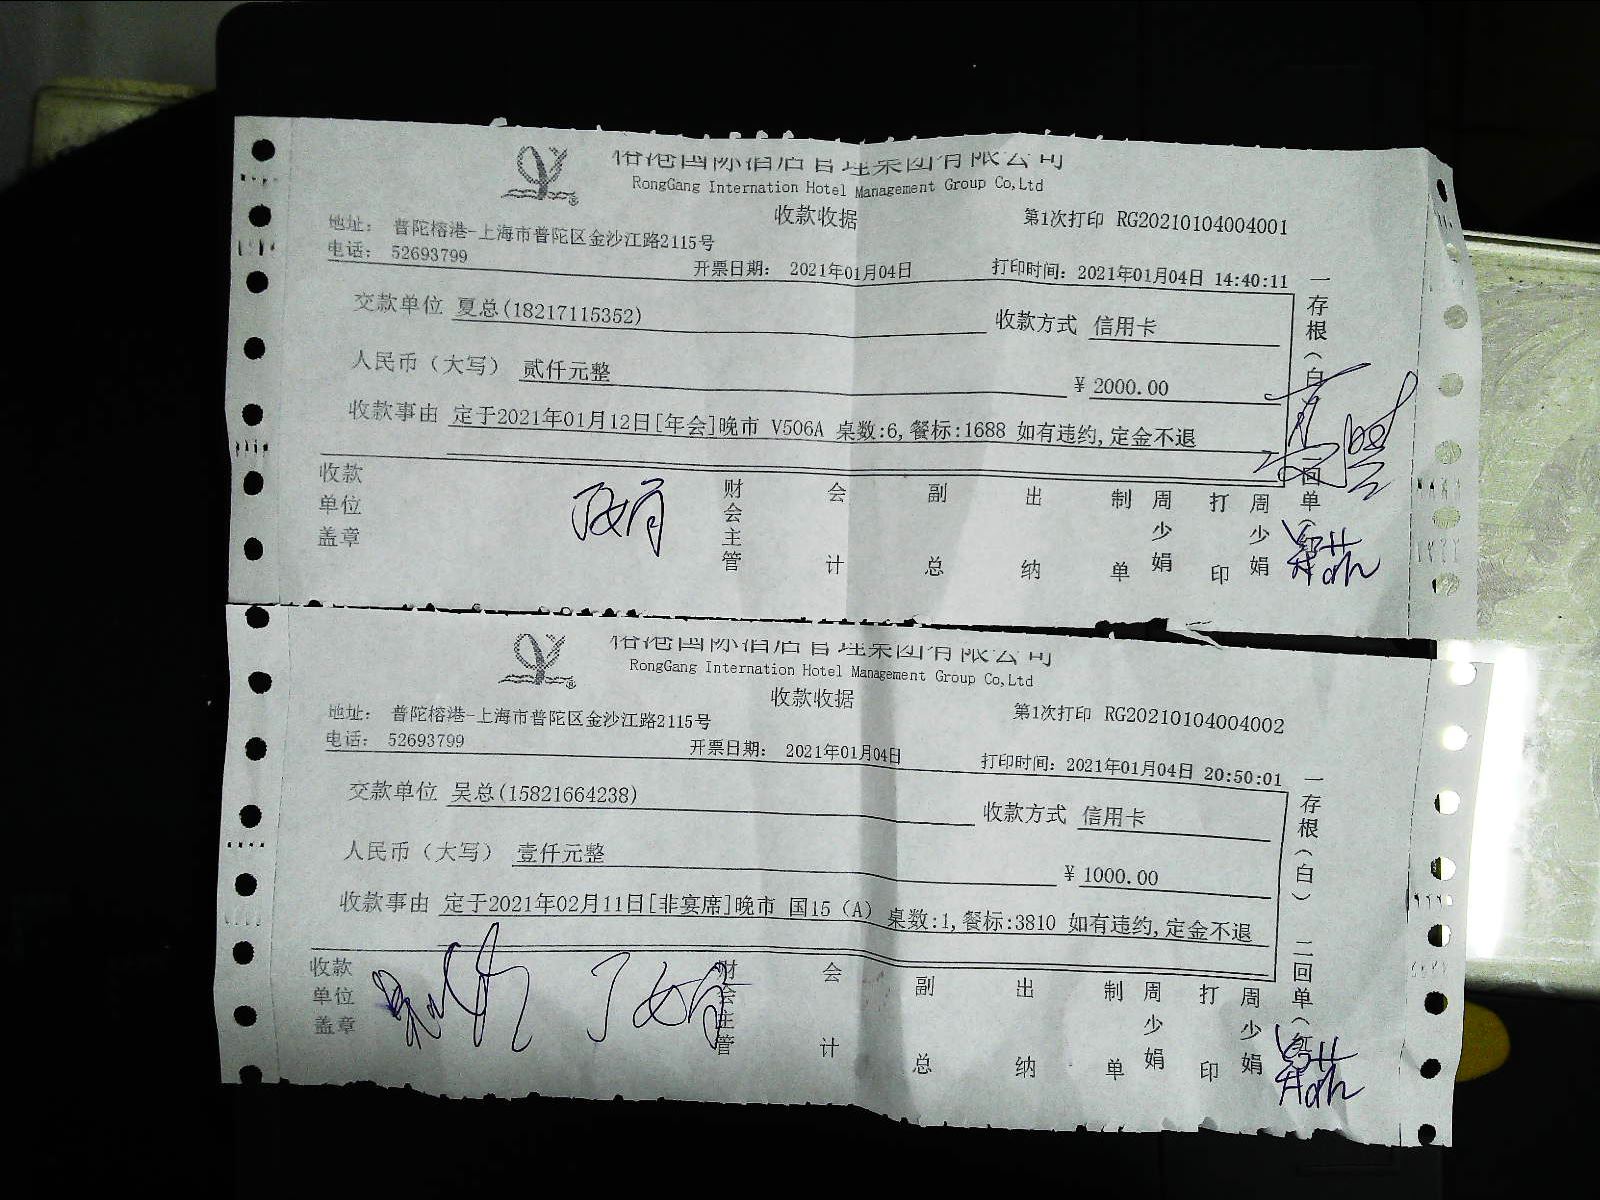 榕港国际酒店管理集团有限公司
RongGang Internation Hotel Management Group Co,Ltd
收款收据
第1次打印 RG20210104004001
地址： 普陀榕港-上海市普陀区金沙江路2115号
电话： 52693799
开票日期： 2021年01月04日
打印时间：2021年01月04日 14:40:11
交款单位 夏总(18217115352)
收款方式 信用卡
人民币（大写） 贰仟元整
¥ 2000.00
收款事由 定于2021年01月12日[年会]晚市 V506A 桌数:6,餐标:1688 如有违约,定金不退
收款单位盖章
财会主管
会计
副总
出纳
制单
周少娟
打印
周少娟
一存根（白
回单（
榕港国际酒店管理集团有限公司
RongGang Internation Hotel Management Group Co,Ltd
收款收据
第1次打印 RG20210104004002
地址： 普陀榕港-上海市普陀区金沙江路2115号
电话： 52693799
开票日期： 2021年01月04日
打印时间：2021年01月04日 20:50:01
交款单位 吴总(15821664238)
收款方式 信用卡
人民币（大写） 壹仟元整
¥ 1000.00
收款事由 定于2021年02月11日[非宴席]晚市 国15（A） 桌数:1,餐标:3810 如有违约,定金不退
收款单位盖章
财会主管
会计
副总
出纳
制单
周少娟
打印
周少娟
一存根（白） 二回单（红